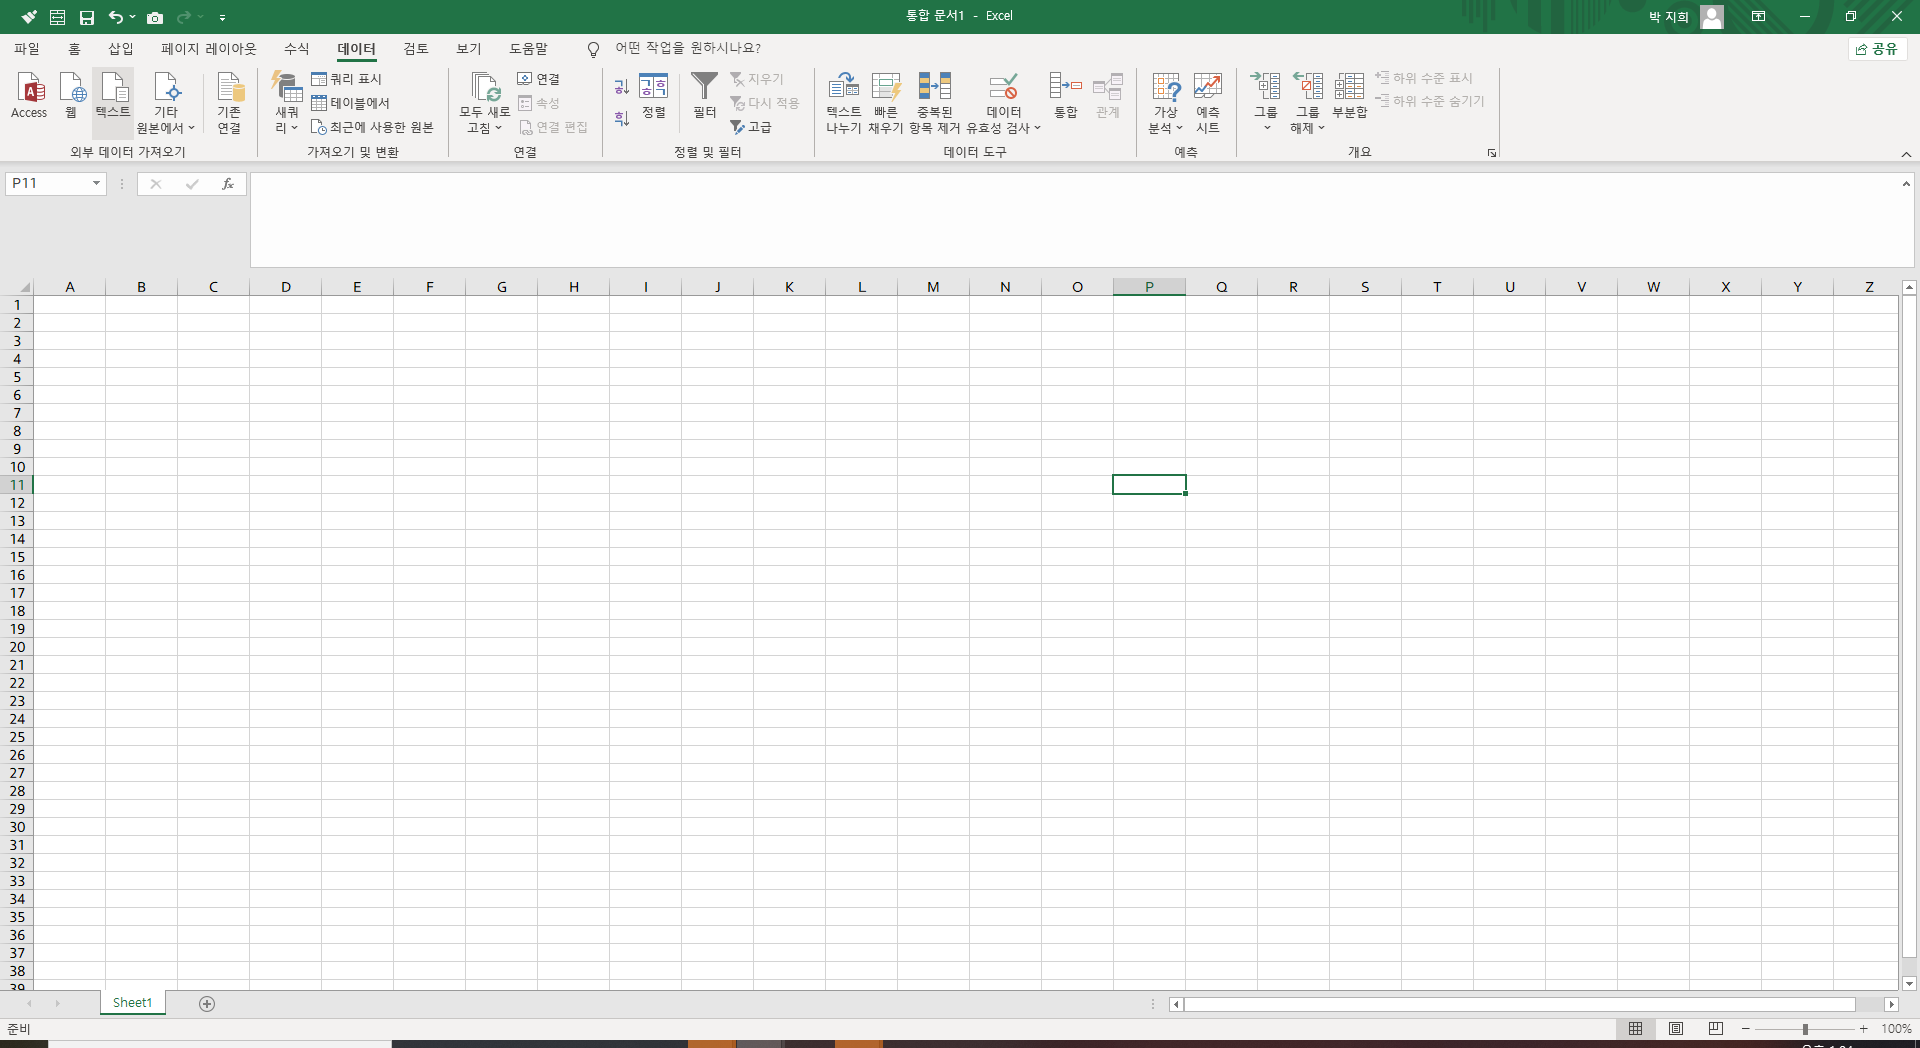 통합 문서1 - Excel
박 지희
파일 홈 삽입 페이지 레이아웃 수식 데이터 검토 보기 도움말 어떤 작업을 원하시나요? 공유
Access
웹
텍스트
기타
원본에서
기존
연결
외부 데이터 가져오기
새쿼
리
쿼리 표시
테이블에서
최근에 사용한 원본
가져오기 및 변환
모두 새로
고침
연결
속성
연결 편집
연결
정렬
필터
지우기
다시 적용
고급
정렬 및 필터
텍스트
나누기
빠른
채우기
중복된
항목 제거
데이터
유효성 검사
통합
관계
데이터 도구
가상
분석
예측
시트
예측
그룹
그룹
해제
부분합
하위 수준 표시
하위 수준 숨기기
개요
P11
fx
A B C D E F G H I J K L M N O P Q R S T U V W X Y Z
1
2
3
4
5
6
7
8
9
10
11
12
13
14
15
16
17
18
19
20
21
22
23
24
25
26
27
28
29
30
31
32
33
34
35
36
37
38
39
Sheet1
준비
100%